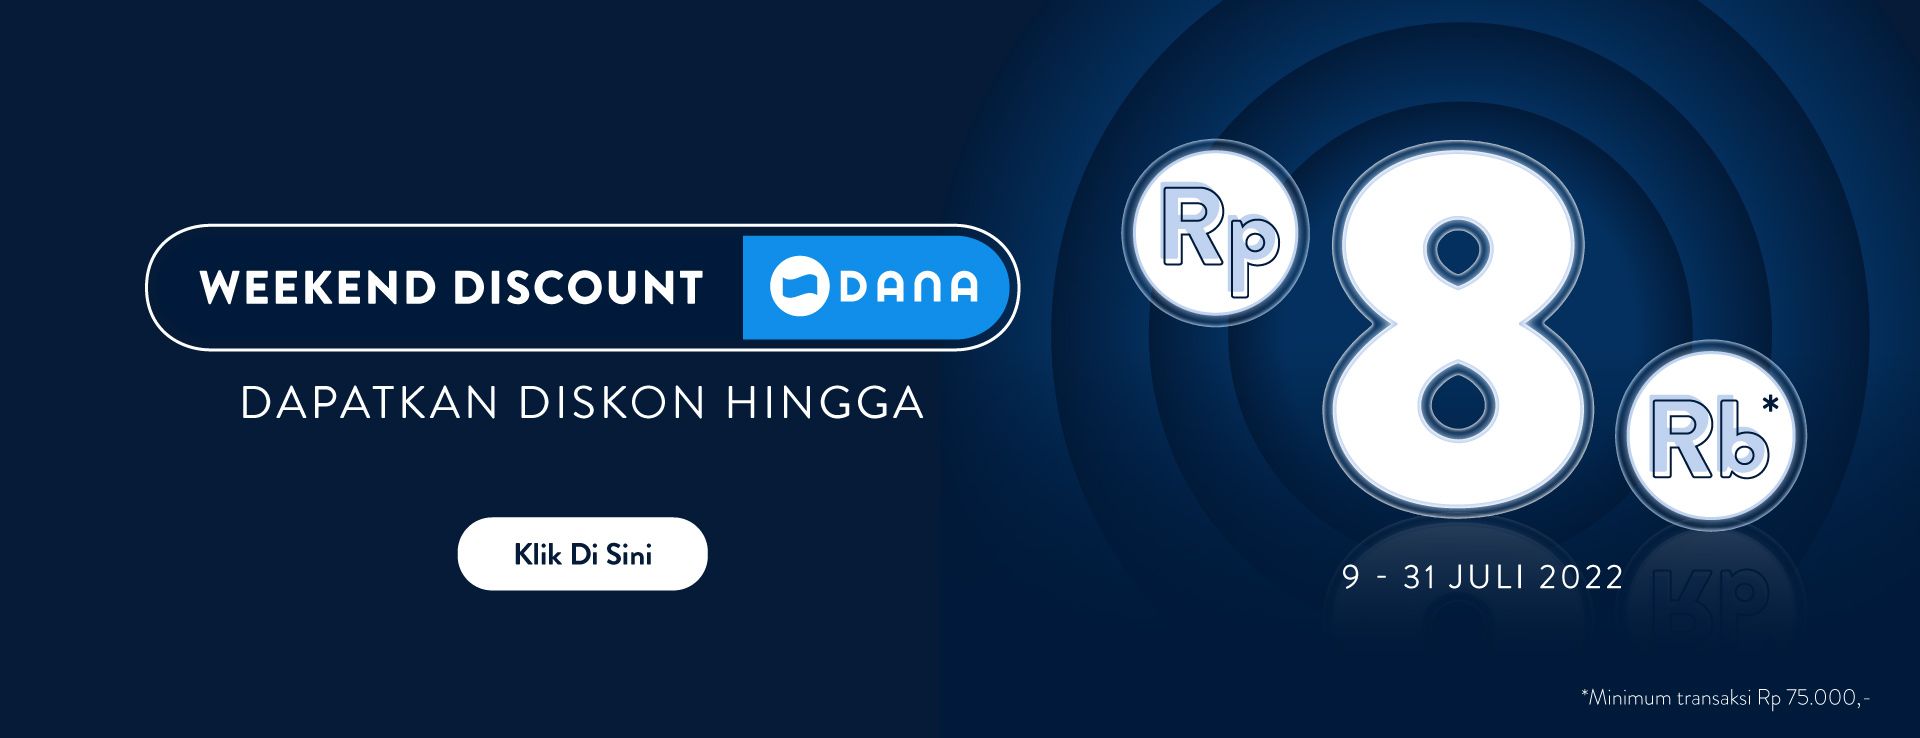 WEEKEND DISCOUNT DANA
DAPATKAN DISKON HINGGA
Klik Di Sini
Rp 8 Rb*
9 - 31 JULI 2022
*Minimum transaksi Rp 75.000,-